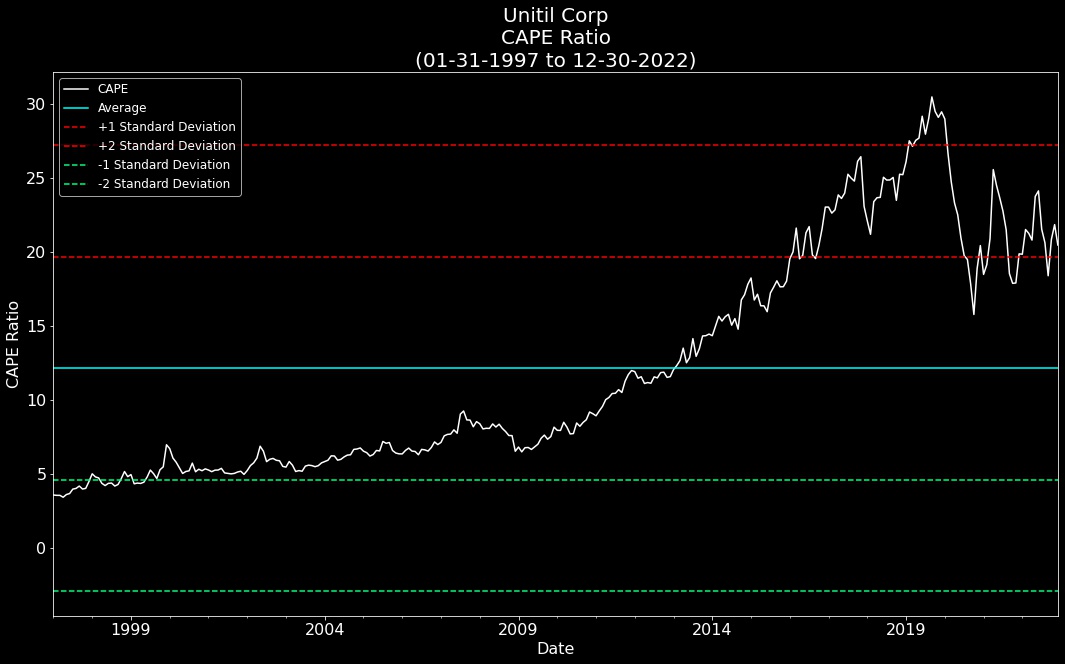 Unitil Corp
CAPE Ratio
(01-31-1997 to 12-30-2022)
CAPE
Average
+1 Standard Deviation
+2 Standard Deviation
-1 Standard Deviation
-2 Standard Deviation
30
25
20
15
10
5
0
CAPE Ratio
1999
2004
2009
2014
2019
Date